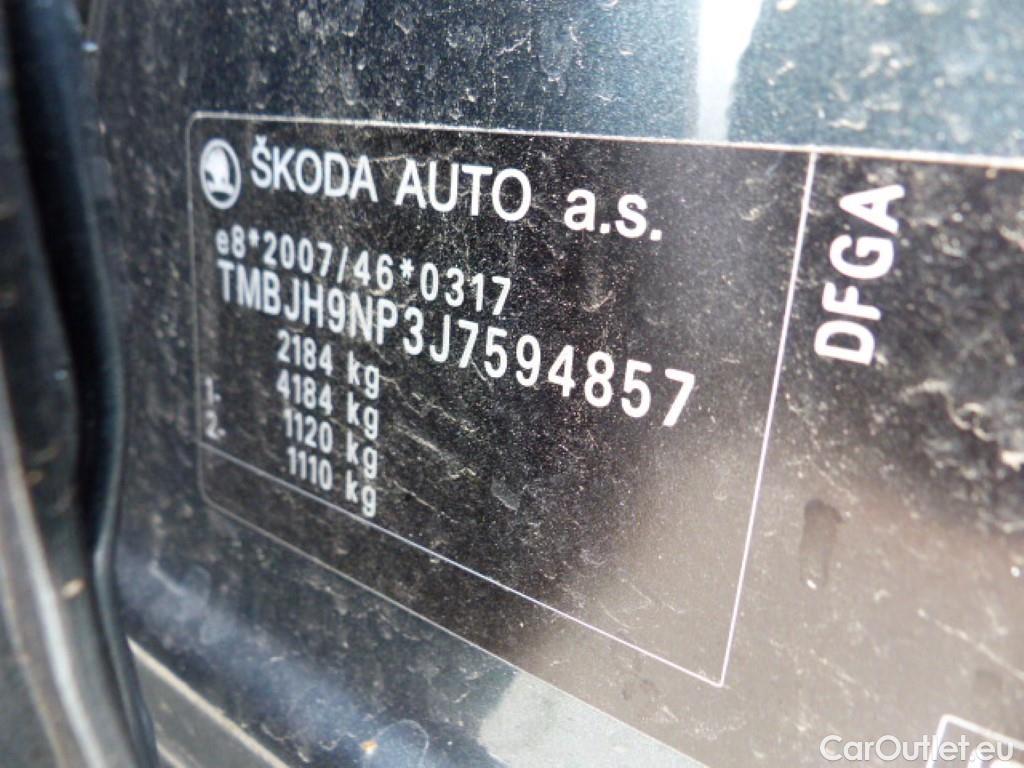 ŠKODA AUTO a.s.
e8*2007/46*0317
TMBJH9NP3J7594857
2184 kg
4184 kg
1- 1120 kg
2- 1110 kg
DFGA
CarOutlet.eu